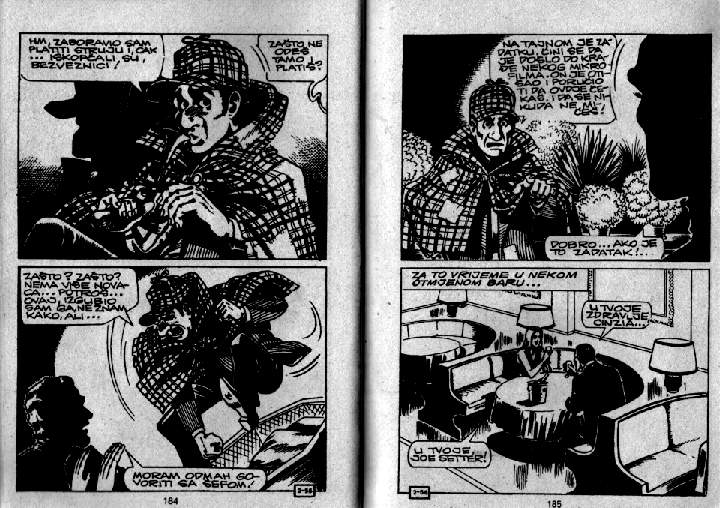 HM, ZABORAVIO SAM
PLATITI STRUJU I, ČAK
... ISKOPČALI SU,
BEZVEZNICI!
ZAŠTO NE
ODEŠ
TAMO I
PLATIŠ?
ZAŠTO? ZAŠTO?
NEMA VIŠE NOVA-
CA... POTROŠ...
OVAJ, IZGUBIO
SAM GA, NE ZNAM
KAKO, ALI...
MORAM ODMAH GO-
VORITI SA ŠEFOM!
184
NA TAJNOM JE ZA-
DATKU. ČINI SE DA
JE DOŠLO DO KRA-
ĐE NEKOG MIKRO-
FILMA. ON JE OTI-
ŠAO I PORUČIO
TI DA OVDJE ČE-
KAŠ. I DA SE NI-
KUDA NE MI-
ČEŠ!
DOBRO... AKO JE
TO ZADATAK!..
ZA TO VRIJEME U NEKOM
OTMJENOM BARU...
U TVOJE
ZDRAVLJE
CINZIA...
U TVOJE,
JOE SETTER!
185